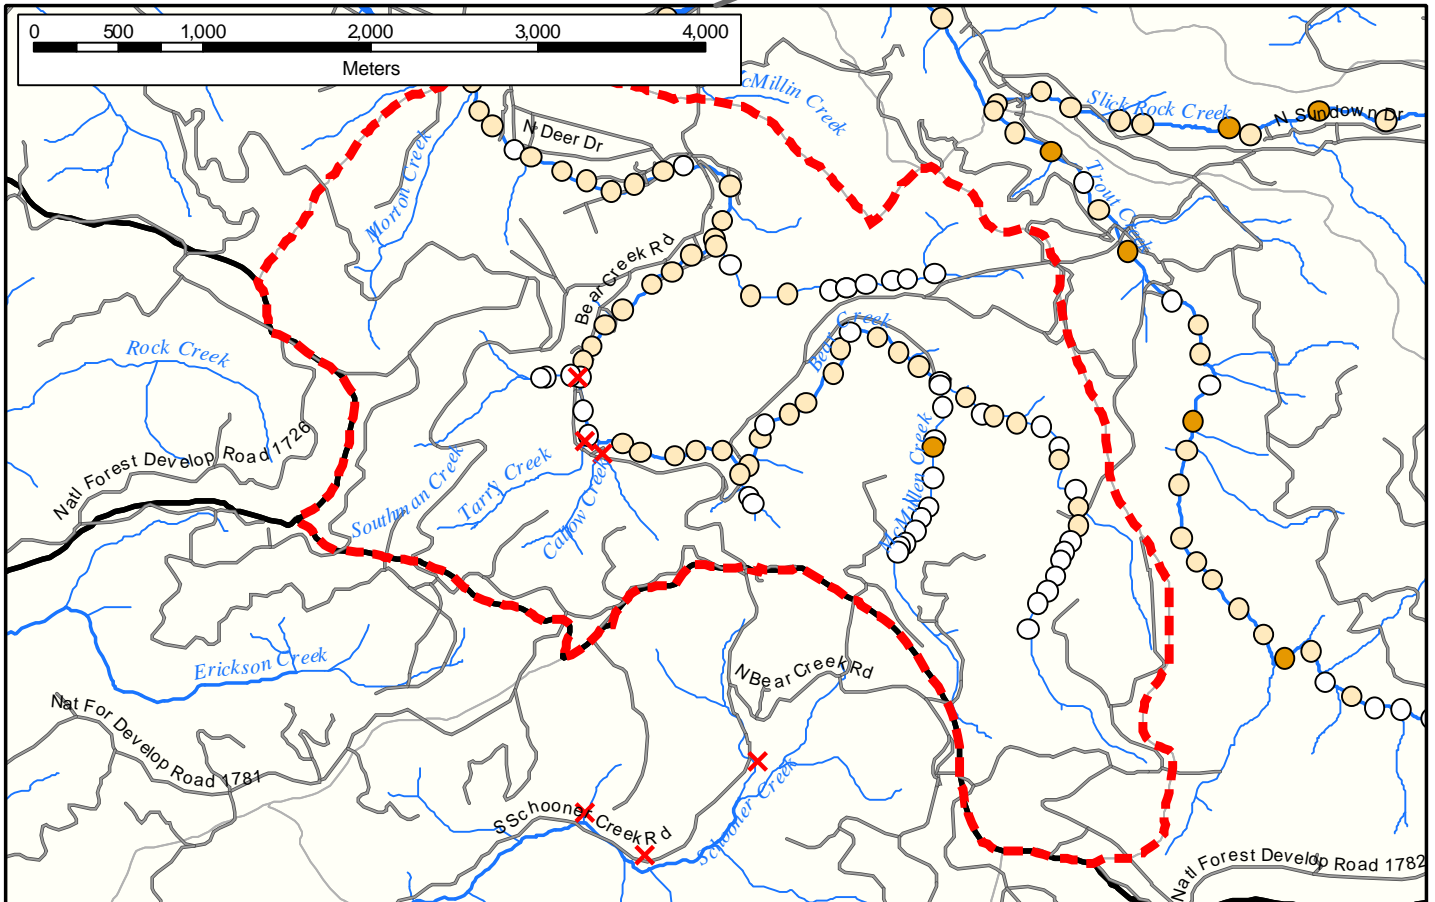 0 500 1,000 2,000 3,000 4,000
Meters
cMillin Creek
Slick Rock Creek
N Sundown Dr
N Deer Dr
Morton Creek
Trout Creek
Bear Creek Rd
Bear Creek
Rock Creek
Natl Forest Develop Road 1726
Southman Creek
Tarry Creek
Callow Creek
McMillen Creek
Erickson Creek
N Bear Creek Rd
Nat For Develop Road 1781
S Schooner Creek Rd
Schooner Creek
Natl Forest Develop Road 1782